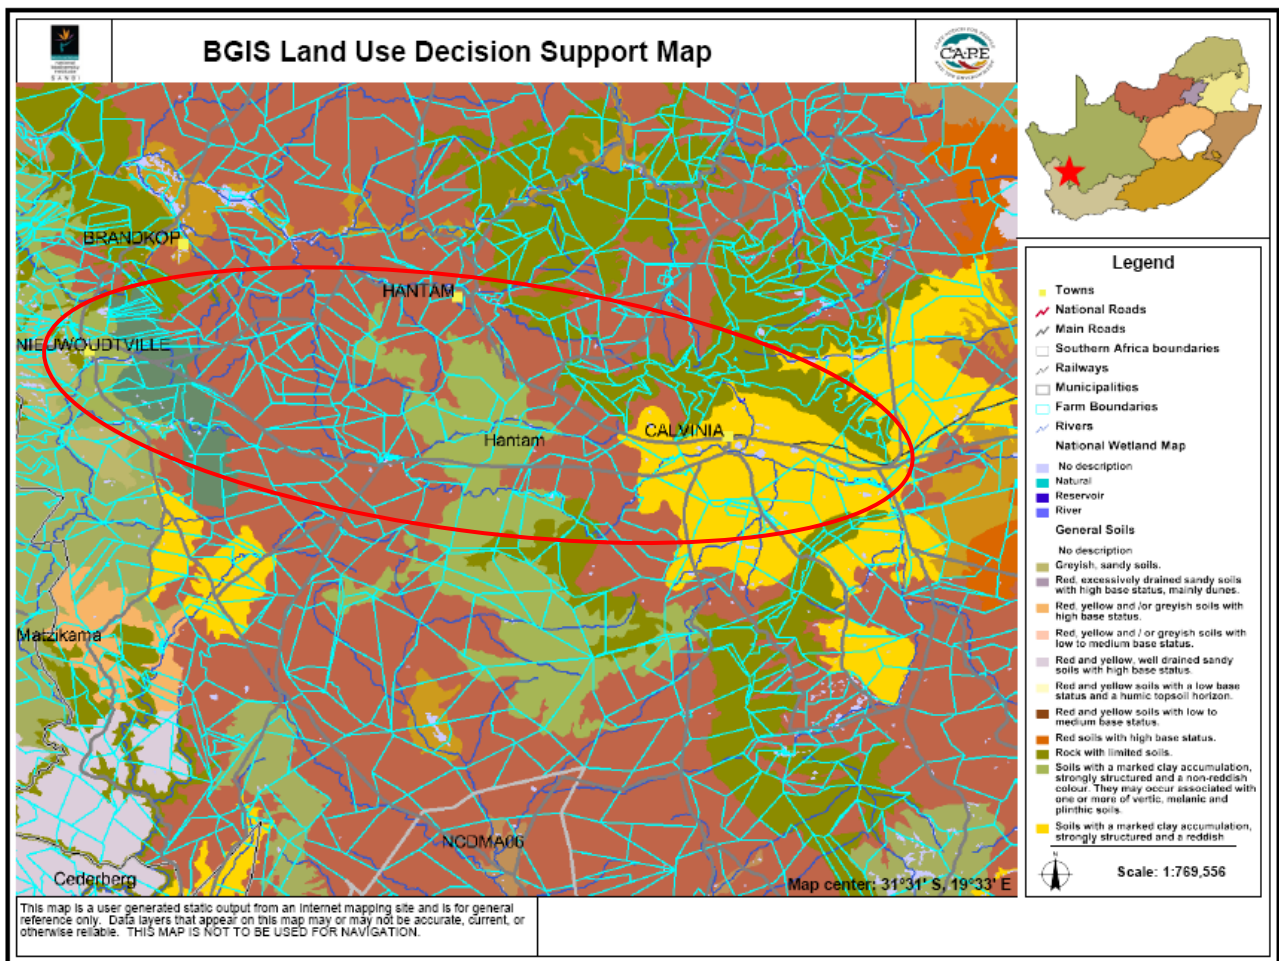 BGIS Land Use Decision Support Map
S A N B I
CAPE ACTION FOR PEOPLE
C.A.P.E
AND THE ENVIRONMENT
BRANDKOP
HANTAM
NIEUWOUDTVILLE
CALVINIA
Hantam
Matzikama
NCDMA06
Cederberg
Map center: 31°31' S, 19°33' E
Legend
Towns
National Roads
Main Roads
Southern Africa boundaries
Railways
Municipalities
Farm Boundaries
Rivers
National Wetland Map
No description
Natural
Reservoir
River
General Soils
No description
Greyish, sandy soils.
Red, excessively drained sandy soils
with high base status, mainly dunes.
Red, yellow and /or greyish soils with
high base status.
Red, yellow and / or greyish soils with
low to medium base status.
Red and yellow, well drained sandy
soils with high base status.
Red and yellow soils with a low base
status and a humic topsoil horizon.
Red and yellow soils with low to
medium base status.
Red soils with high base status.
Rock with limited soils.
Soils with a marked clay accumulation,
strongly structured and a non-reddish
colour. They may occur associated with
one or more of vertic, melanic and
plinthic soils.
Soils with a marked clay accumulation,
strongly structured and a reddish
N
Scale: 1:769,556
This map is a user generated static output from an Internet mapping site and is for general
reference only. Data layers that appear on this map may or may not be accurate, current, or
otherwise reliable. THIS MAP IS NOT TO BE USED FOR NAVIGATION.